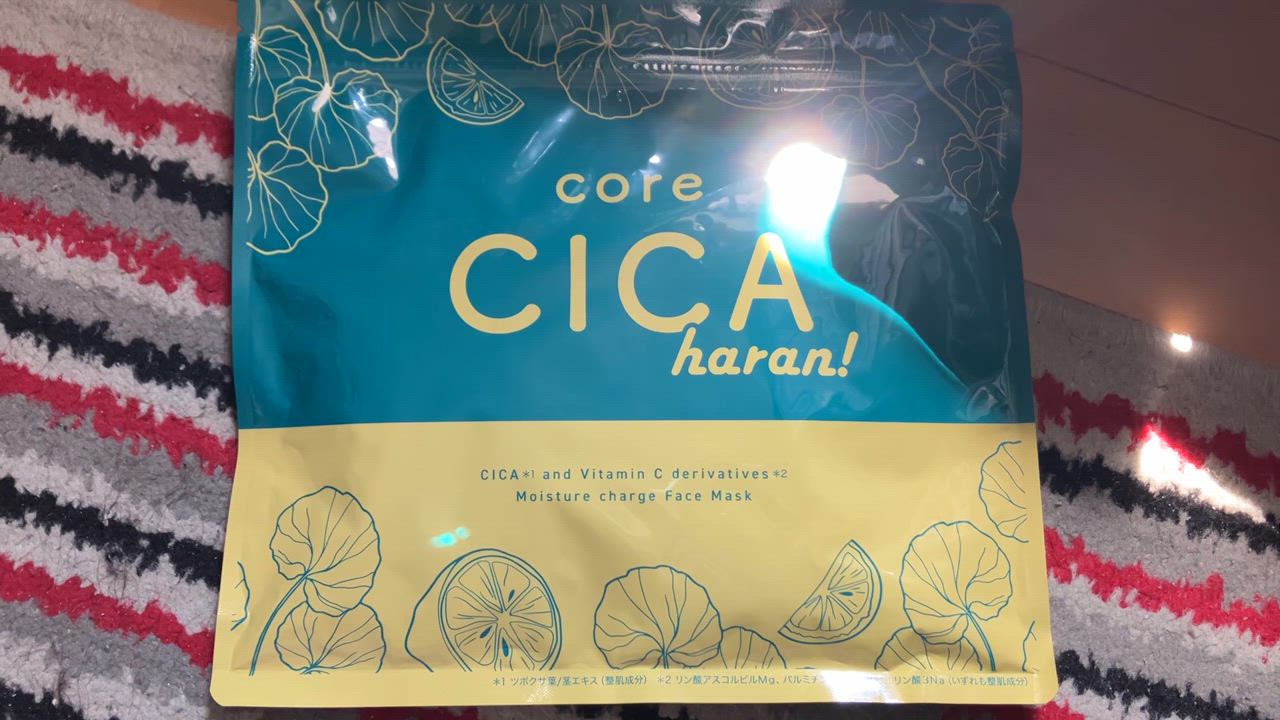 core
CICA
haran!
CICA*1 and Vitamin C derivatives*2
Moisture charge Face Mask
*1 ツボクサ葉/茎エキス(整肌成分) *2 リン酸アスコルビルMg、パルミチン リン酸3Na(いずれも整肌成分)